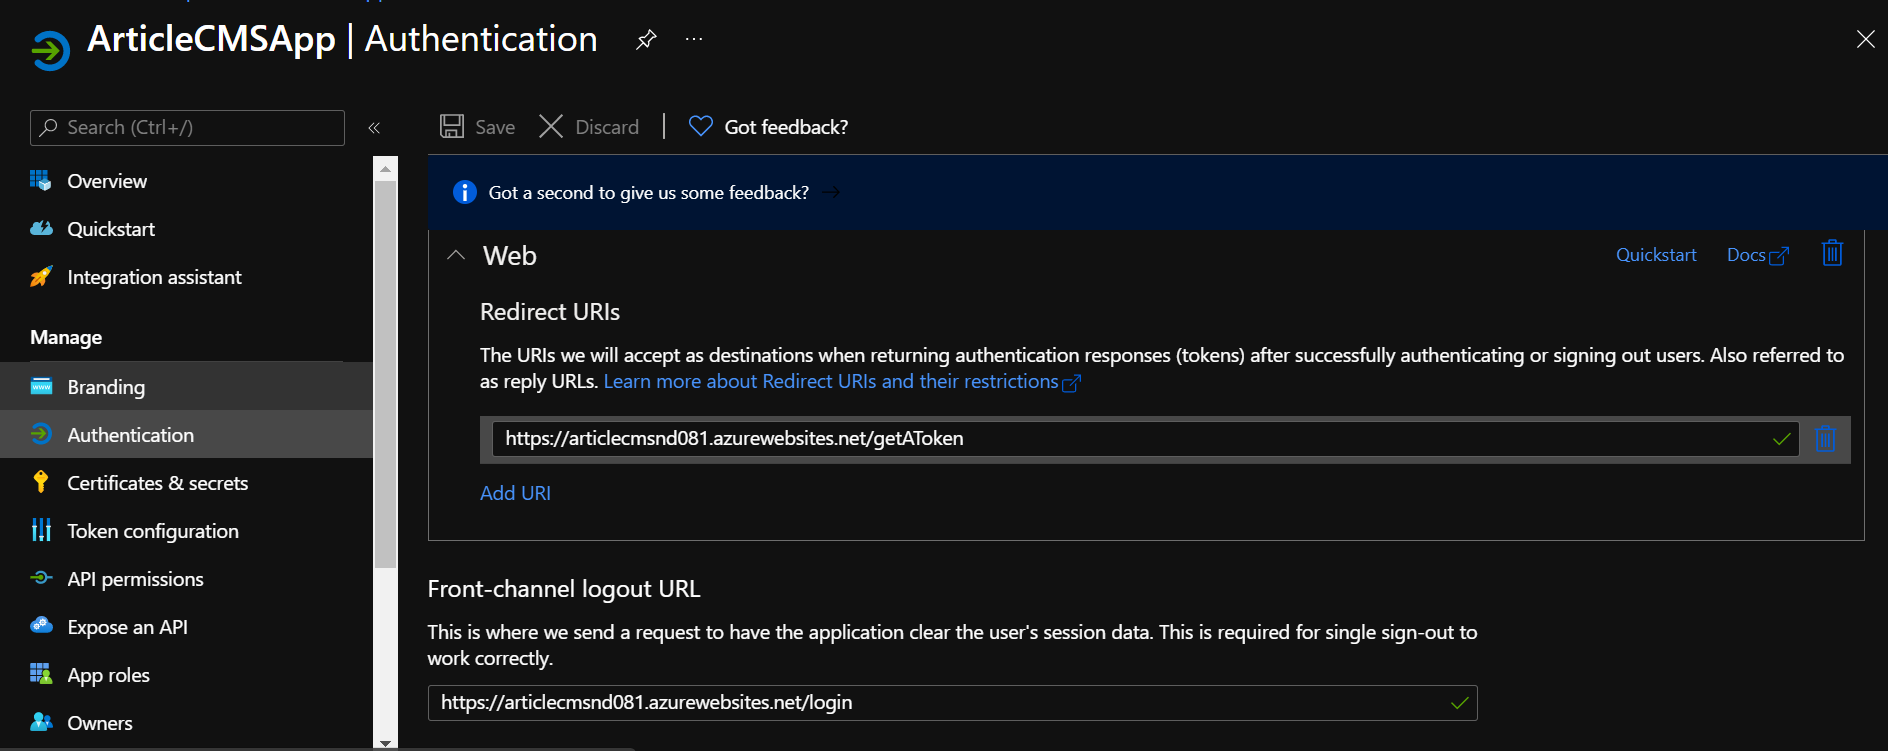 ArticleCMSApp | Authentication
Search (Ctrl+/)
Overview
Quickstart
Integration assistant
Manage
Branding
Authentication
Certificates & secrets
Token configuration
API permissions
Expose an API
App roles
Owners
Save
Discard
Got feedback?
Got a second to give us some feedback?
Web
Quickstart
Docs
Redirect URIs
The URIs we will accept as destinations when returning authentication responses (tokens) after successfully authenticating or signing out users. Also referred to
as reply URLs. Learn more about Redirect URIs and their restrictions
https://articlecmsnd081.azurewebsites.net/getAToken
Add URI
Front-channel logout URL
This is where we send a request to have the application clear the user's session data. This is required for single sign-out to
work correctly.
https://articlecmsnd081.azurewebsites.net/login